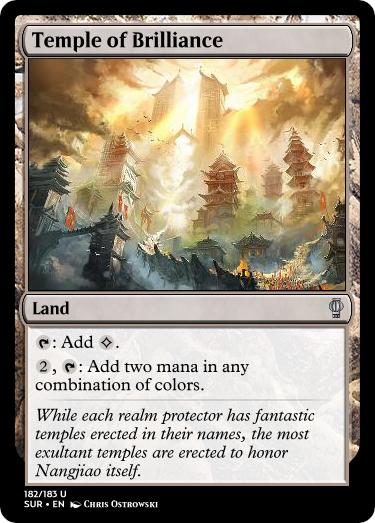 Temple of Brilliance
Land
: Add .
2, : Add two mana in any
combination of colors.
While each realm protector has fantastic
temples erected in their names, the most
exultant temples are erected to honor
Nangjiao itself.
182/183 U
SUR • EN Chris Ostrowski